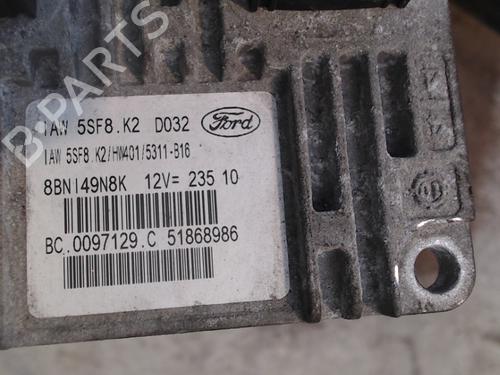 IAW 5SF8.K2 D032 Ford
IAW 5SF8.K2/HW401/5311-B16
8BNI49N8K 12V= 235 10
BC.0097129.C 51868986
B-PARTS